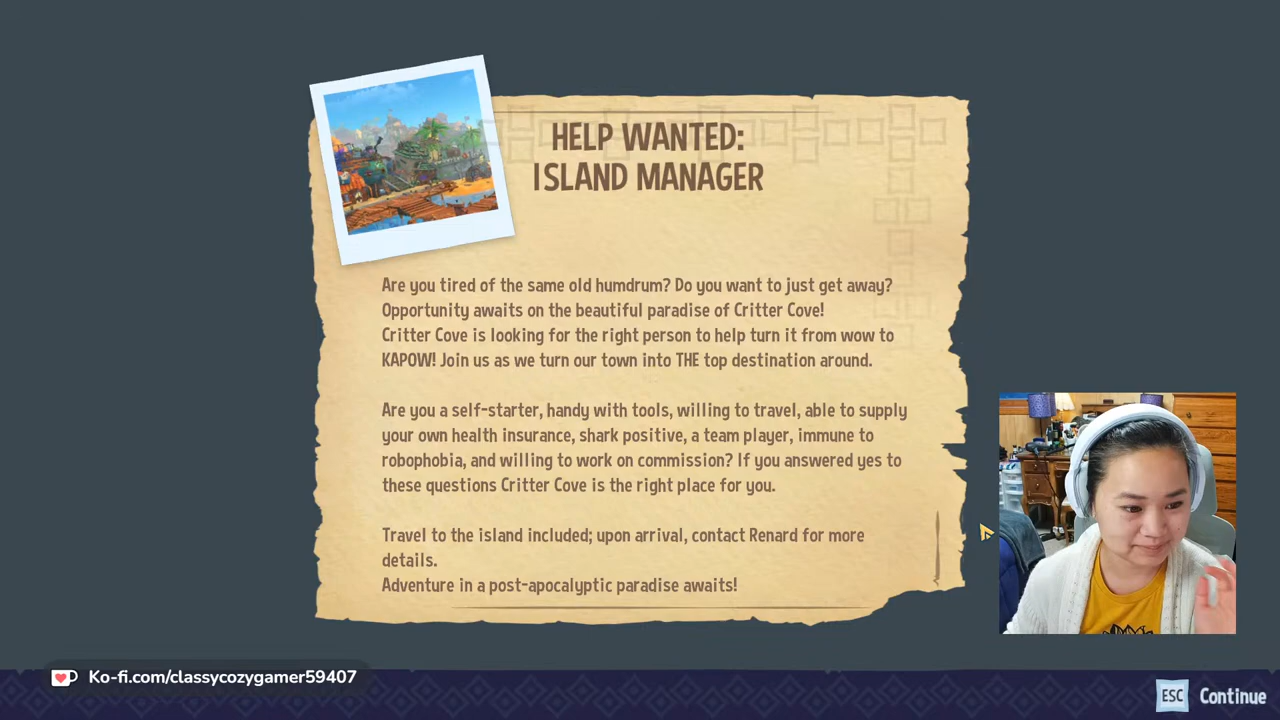 HELP WANTED:
ISLAND MANAGER
Are you tired of the same old humdrum? Do you want to just get away?
Opportunity awaits on the beautiful paradise of Critter Cove!
Critter Cove is looking for the right person to help turn it from wow to
KAPOW! Join us as we turn our town into THE top destination around.
Are you a self-starter, handy with tools, willing to travel, able to supply
your own health insurance, shark positive, a team player, immune to
robophobia, and willing to work on commission? If you answered yes to
these questions Critter Cove is the right place for you.
Travel to the island included; upon arrival, contact Renard for more
details.
Adventure in a post-apocalyptic paradise awaits!
Ko-fi.com/classycozygamer59407
ESC Continue